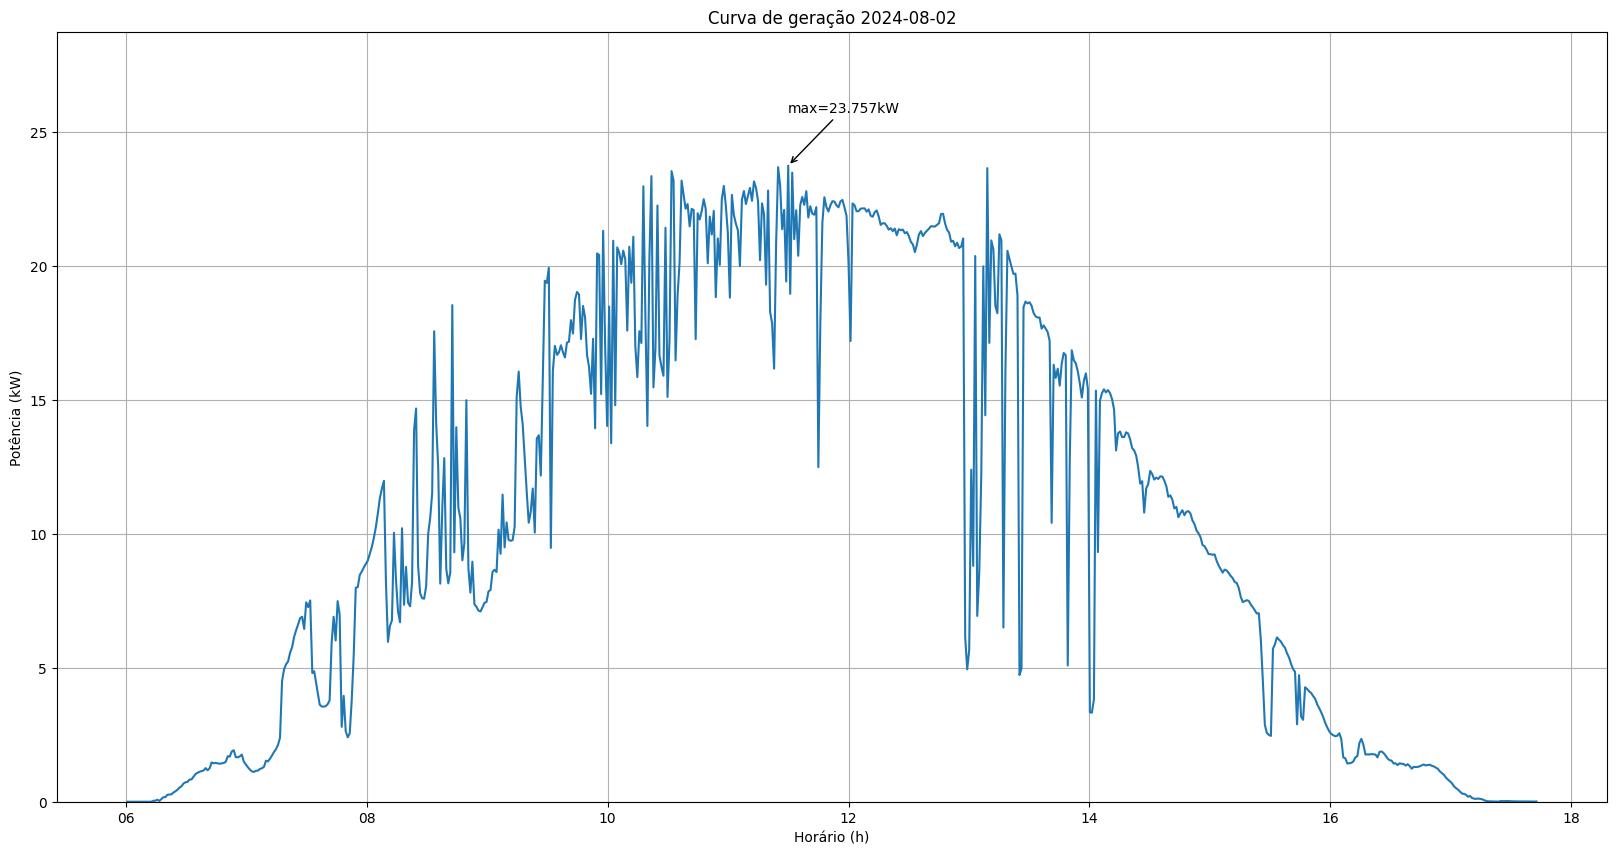 Curva de geração 2024-08-02
max=23.757kW
Potência (kW)
25
20
15
10
5
0
06 08 10 12 14 16 18
Horário (h)